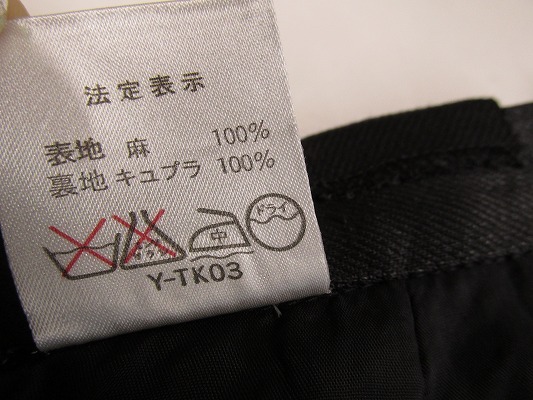 法定表示
表地 麻 100%
裏地 キュプラ 100%
中 ドライ
Y-TK03